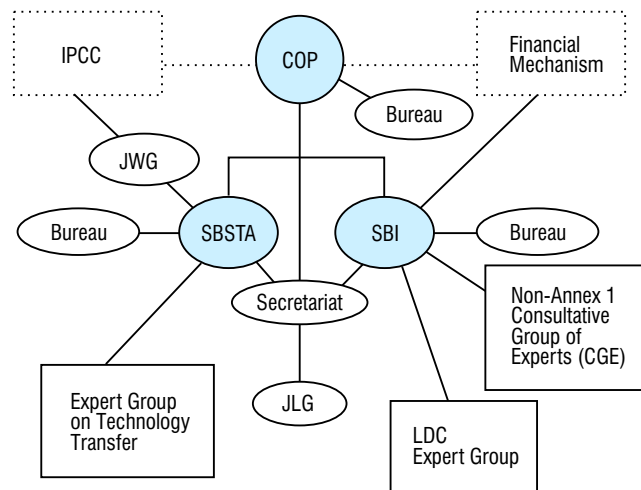 IPCC
COP
Financial
Mechanism
Bureau
JWG
Bureau
SBSTA
SBI
Bureau
Secretariat
Non-Annex 1
Consultative
Group of
Experts (CGE)
Expert Group
on Technology
Transfer
JLG
LDC
Expert Group